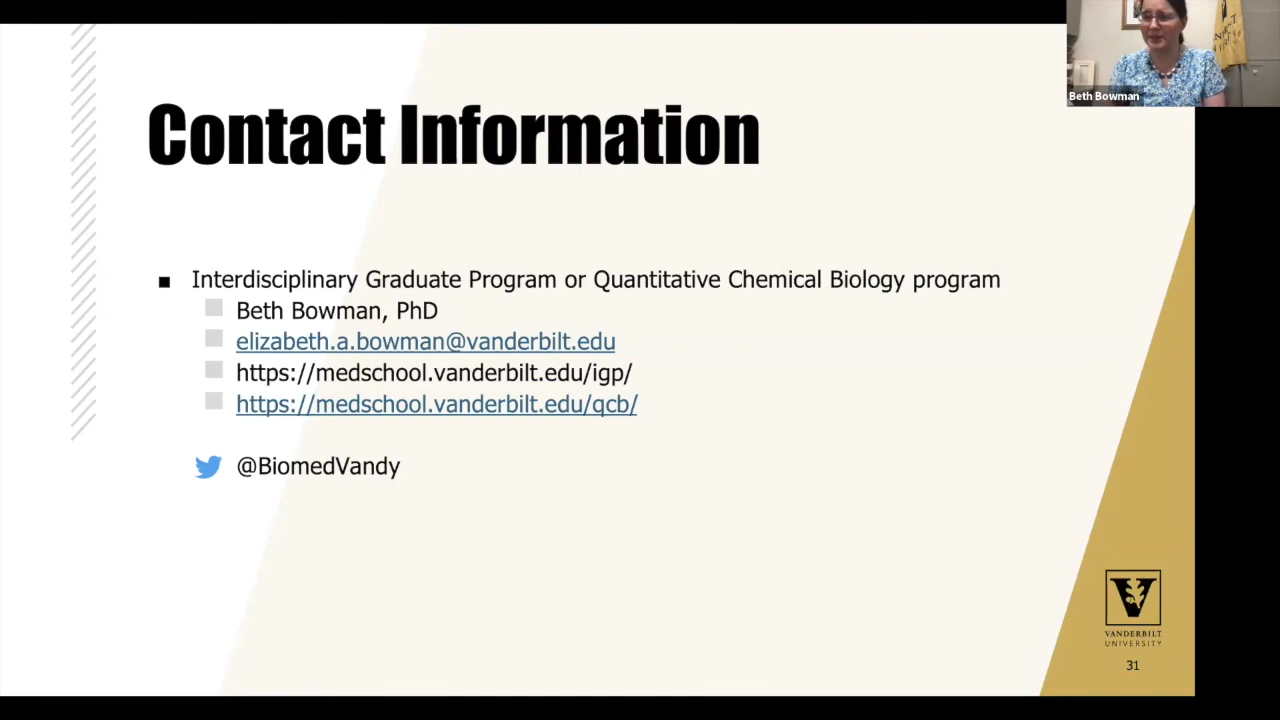 Contact Information
Beth Bowman
Interdisciplinary Graduate Program or Quantitative Chemical Biology program
Beth Bowman, PhD
elizabeth.a.bowman@vanderbilt.edu
https://medschool.vanderbilt.edu/igp/
https://medschool.vanderbilt.edu/qcb/
@BiomedVandy
V
VANDERBILT
UNIVERSITY
31